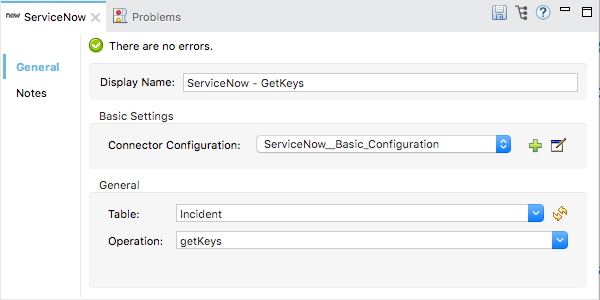 now ServiceNow Problems
There are no errors.
General
Notes
Display Name: ServiceNow - GetKeys
Basic Settings
Connector Configuration: ServiceNow__Basic_Configuration
General
Table: Incident
Operation: getKeys